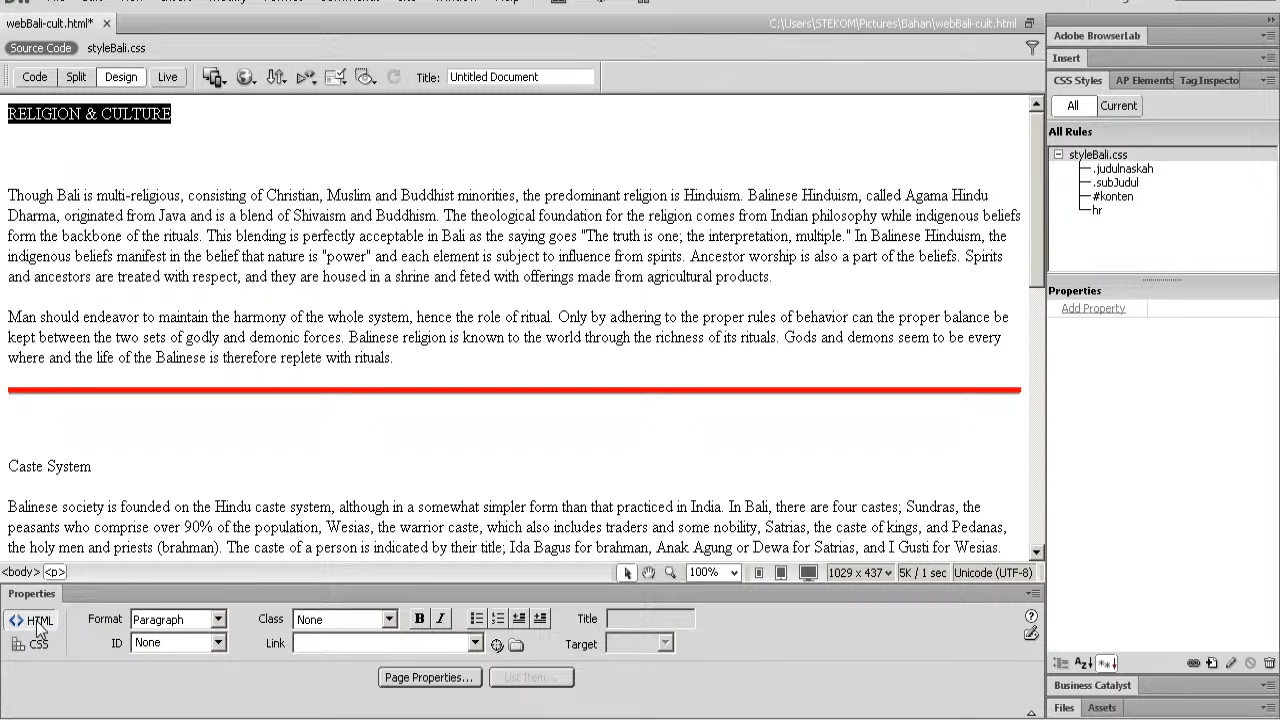 webBali-cult.html* ×
C:\Users\STEKOM\Pictures\Bahan\webBali-cult.html
Source Code styleBali.css
Code Split Design Live Title: Untitled Document
RELIGION & CULTURE
Though Bali is multi-religious, consisting of Christian, Muslim and Buddhist minorities, the predominant religion is Hinduism. Balinese Hinduism, called Agama Hindu
Dharma, originated from Java and is a blend of Shivaism and Buddhism. The theological foundation for the religion comes from Indian philosophy while indigenous beliefs
form the backbone of the rituals. This blending is perfectly acceptable in Bali as the saying goes "The truth is one; the interpretation, multiple." In Balinese Hinduism, the
indigenous beliefs manifest in the belief that nature is "power" and each element is subject to influence from spirits. Ancestor worship is also a part of the beliefs. Spirits
and ancestors are treated with respect, and they are housed in a shrine and feted with offerings made from agricultural products.
Man should endeavor to maintain the harmony of the whole system, hence the role of ritual. Only by adhering to the proper rules of behavior can the proper balance be
kept between the two sets of godly and demonic forces. Balinese religion is known to the world through the richness of its rituals. Gods and demons seem to be every
where and the life of the Balinese is therefore replete with rituals.
Caste System
Balinese society is founded on the Hindu caste system, although in a somewhat simpler form than that practiced in India. In Bali, there are four castes; Sundras, the
peasants who comprise over 90% of the population, Wesias, the warrior caste, which also includes traders and some nobility, Satrias, the caste of kings, and Pedanas,
the holy men and priests (brahman). The caste of a person is indicated by their title; Ida Bagus for brahman, Anak Agung or Dewa for Satrias, and I Gusti for Wesias.
<body> <p>
100% 1029 x 437 5K / 1 sec Unicode (UTF-8)
Properties
HTML Format Paragraph Class None B I Title
CSS ID None Link Target
Page Properties... List Item...
Adobe BrowserLab
Insert
CSS Styles AP Elements Tag Inspecto
All Current
All Rules
styleBali.css
.judulnaskah
.subJudul
#konten
hr
Properties
Add Property
Business Catalyst
Files Assets